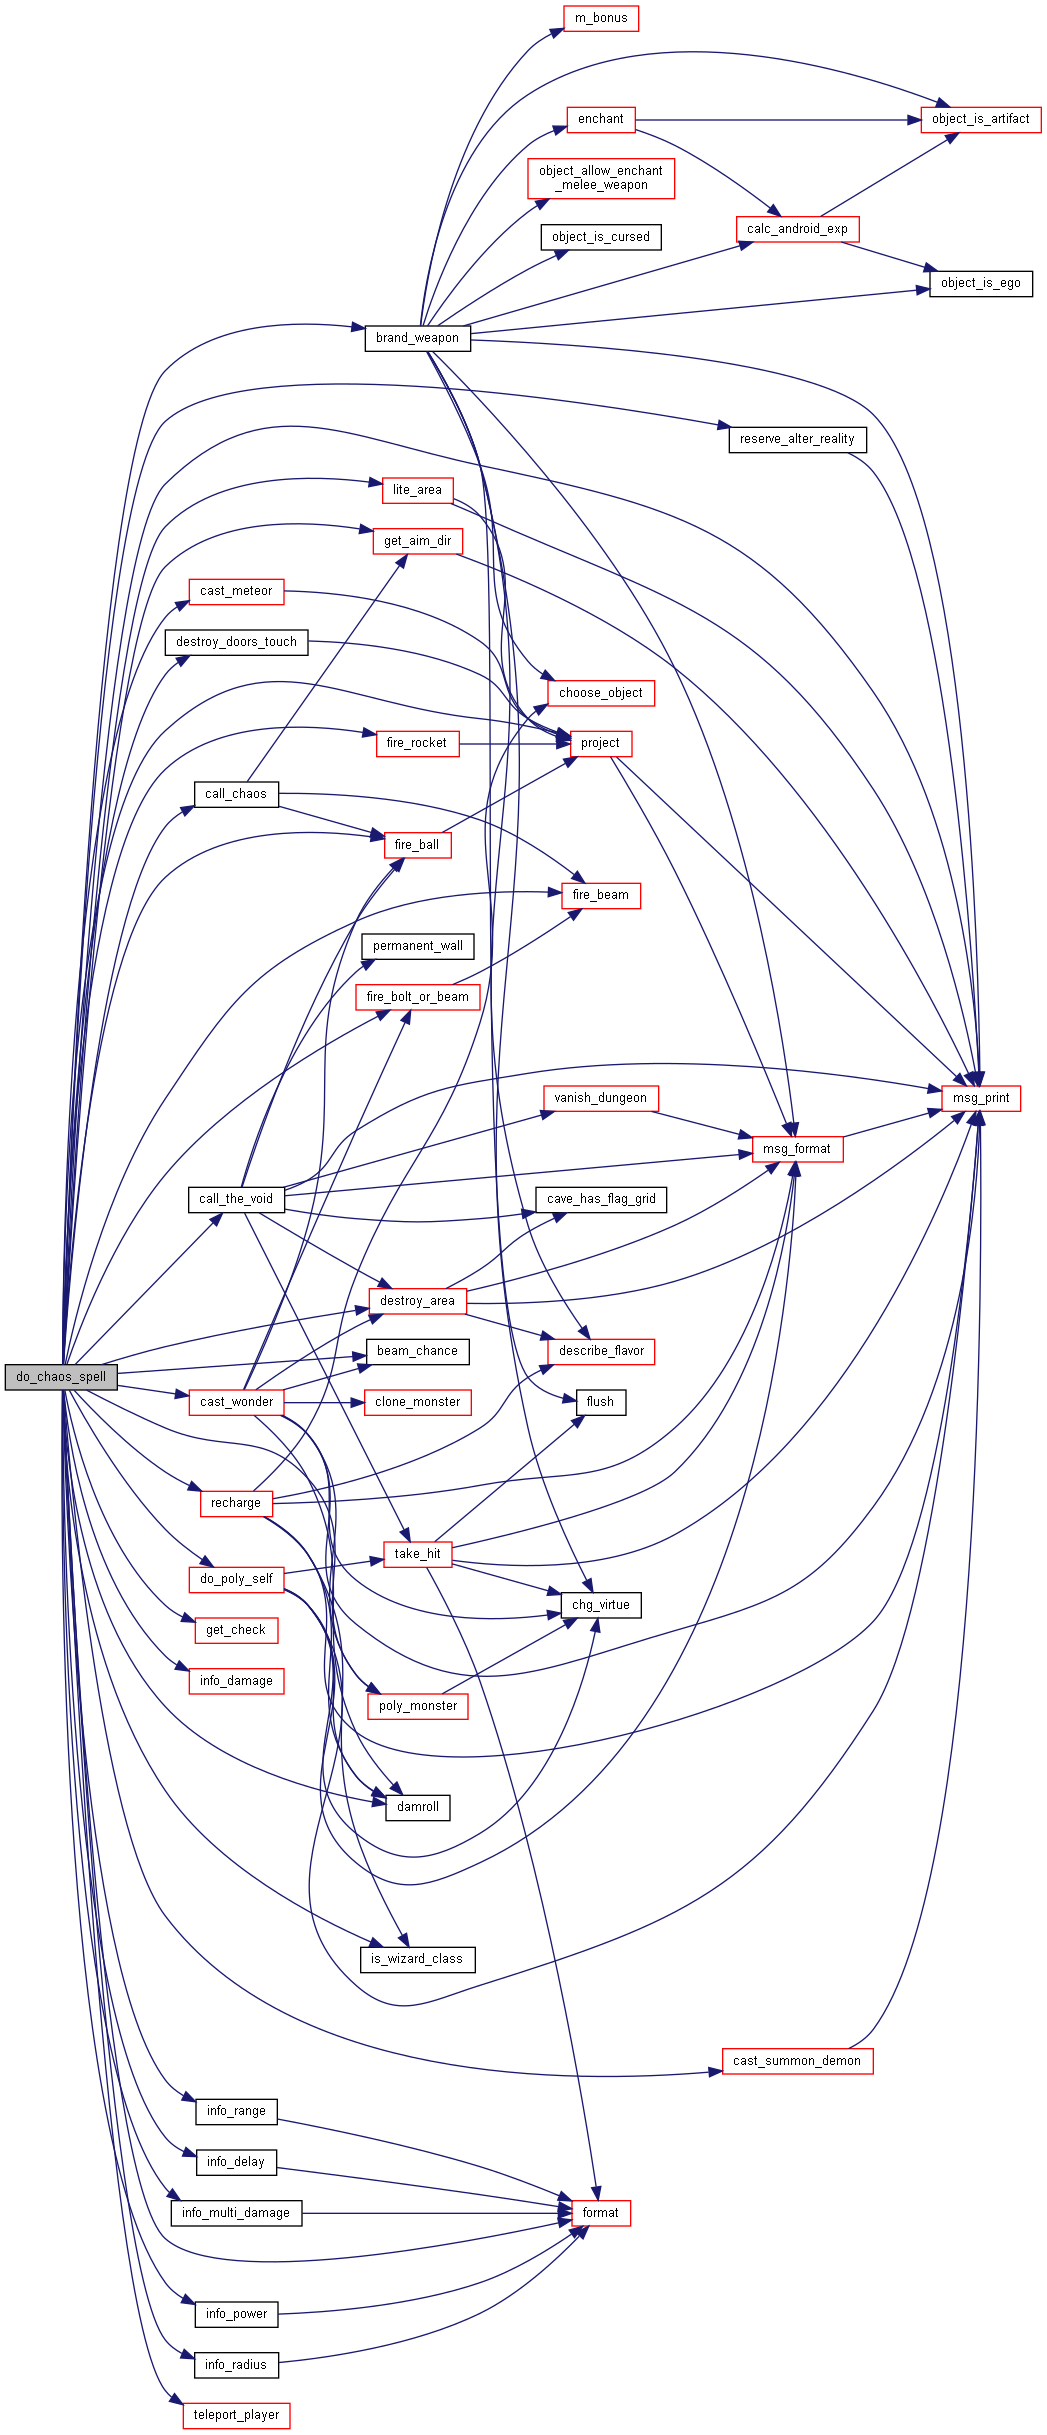 m_bonus
enchant
object_is_artifact
object_allow_enchant
_melee_weapon
object_is_cursed
calc_android_exp
object_is_ego
brand_weapon
reserve_alter_reality
lite_area
get_aim_dir
cast_meteor
destroy_doors_touch
choose_object
fire_rocket
project
call_chaos
fire_ball
fire_beam
permanent_wall
fire_bolt_or_beam
vanish_dungeon
msg_print
msg_format
call_the_void
cave_has_flag_grid
destroy_area
beam_chance
describe_flavor
do_chaos_spell
cast_wonder
clone_monster
flush
recharge
take_hit
do_poly_self
chg_virtue
get_check
info_damage
poly_monster
damroll
is_wizard_class
cast_summon_demon
info_range
info_delay
info_multi_damage
format
info_power
info_radius
teleport_player